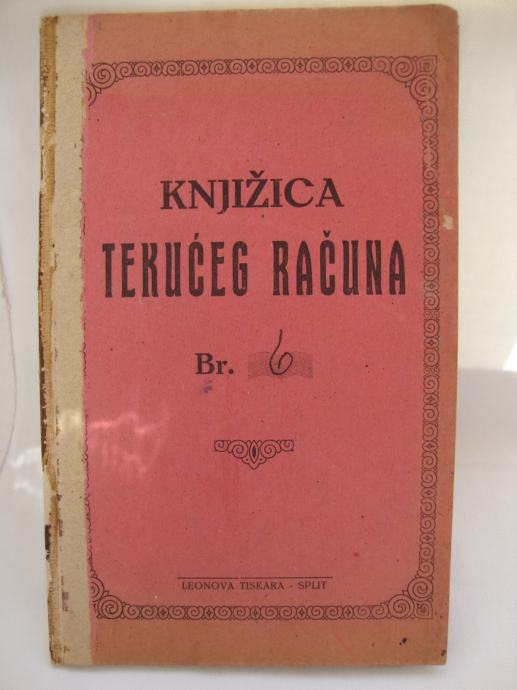 KNJIŽICA
TEKUĆEG RAČUNA
Br. 6
LEONOVA TISKARA - SPLIT